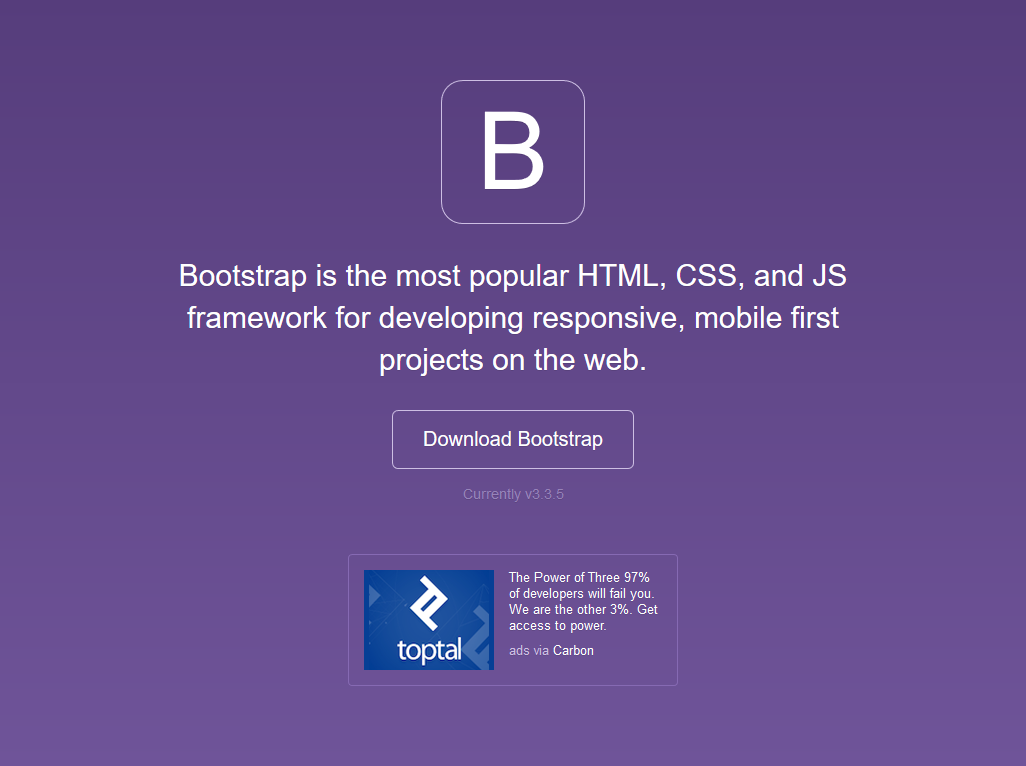 B
Bootstrap is the most popular HTML, CSS, and JS
framework for developing responsive, mobile first
projects on the web.
Download Bootstrap
Currently v3.3.5
toptal
The Power of Three 97%
of developers will fail you.
We are the other 3%. Get
access to power.
ads via Carbon